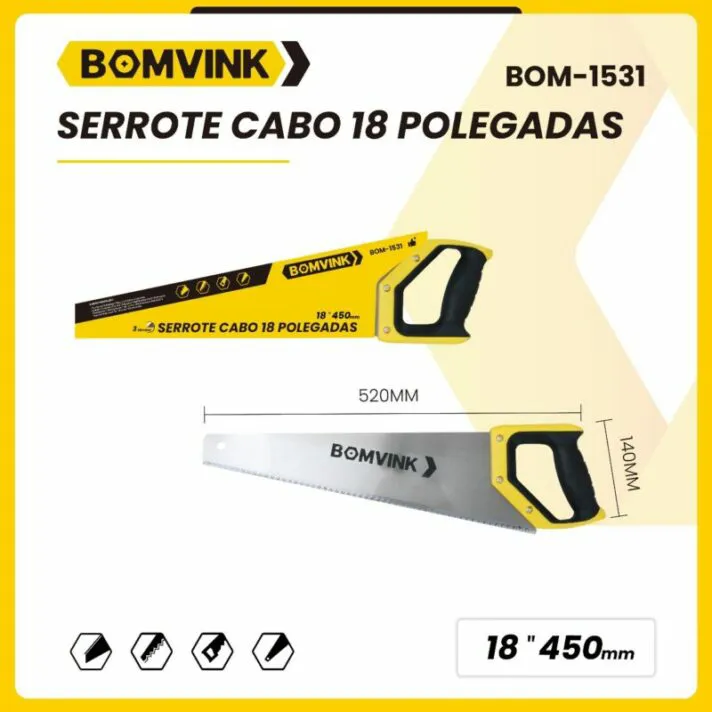 BOMVINK
BOM-1531
SERROTE CABO 18 POLEGADAS
BOM-1531
BOMVINK
18 " 450mm
SERROTE CABO 18 POLEGADAS
520MM
BOMVINK
140MM
18 " 450mm